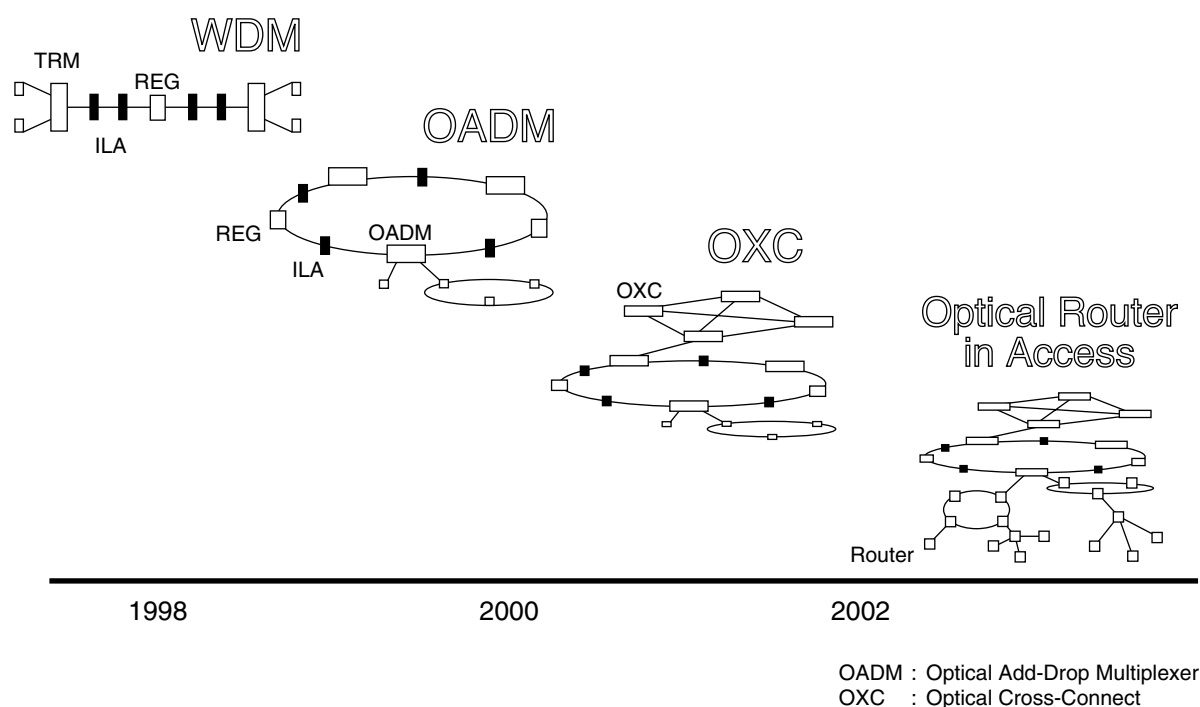 WDM
TRM
REG
ILA
OADM
REG
OADM
ILA
OXC
OXC
Optical Router
in Access
Router
1998
2000
2002
OADM : Optical Add-Drop Multiplexer
OXC : Optical Cross-Connect